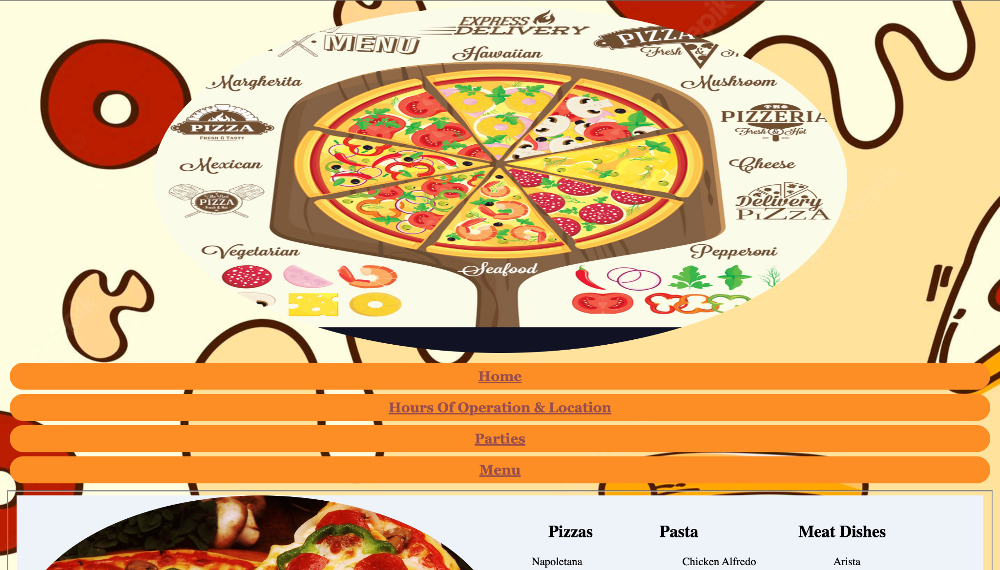 EXPRESS
DELIVERY
MENU
Hawaiian
PIZZA
Fresh &
Margherita
Mushroom
PIZZA
FRESH & TASTY
PIZZERIA
Fresh & Hot
EST 2015
Mexican
Cheese
The Best
PIZZA
Fresh & Hot
Delivery
PIZZA
Vegetarian
Pepperoni
Seafood
Home
Hours Of Operation & Location
Parties
Menu
Pizzas Pasta Meat Dishes
Napoletana Chicken Alfredo Arista